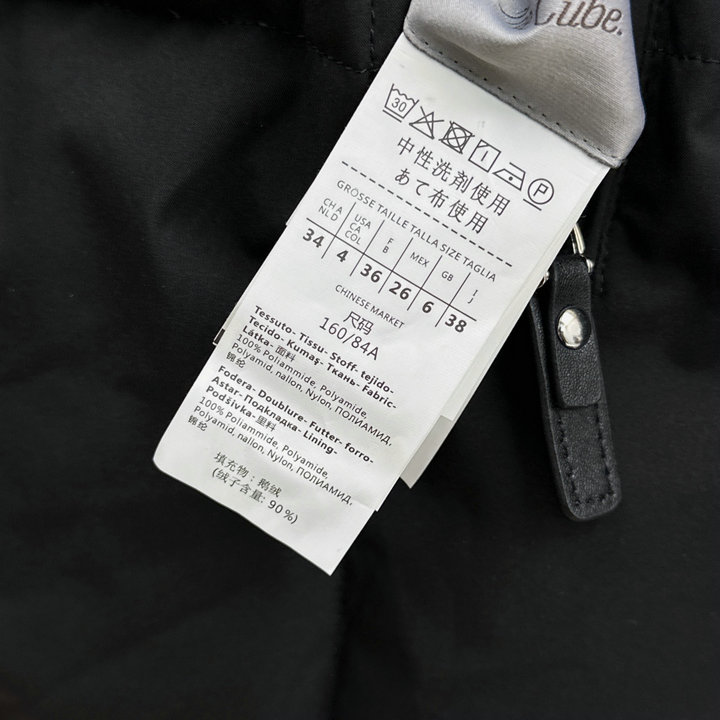 Cube.
30
中性洗剤使用
あて布使用
GROSSE TAILLE TALLA SIZE TAGLIA
CH A NL D | USA CA COL | F B | MEX | GB | I J
34 | 4 | 36 | 26 | 6 | 38
CHINESE MARKET
尺码
160/84A
Tessuto- Tissu- Stoff- tejido-
Tecido- Kumaş- Ткань- Fabric-
Látka- 面料
100% Poliammide, Polyamide,
Polyamid, nallon, Nylon, ПОЛИАМИД,
锦纶
Fodera- Doublure- Futter- forro-
Astar- Подкладка- Lining-
Podšívka- 里料
100% Poliammide, Polyamide,
Polyamid, nallon, Nylon, ПОЛИАМИД,
锦纶
填充物: 鹅绒
(绒子含量: 90%)